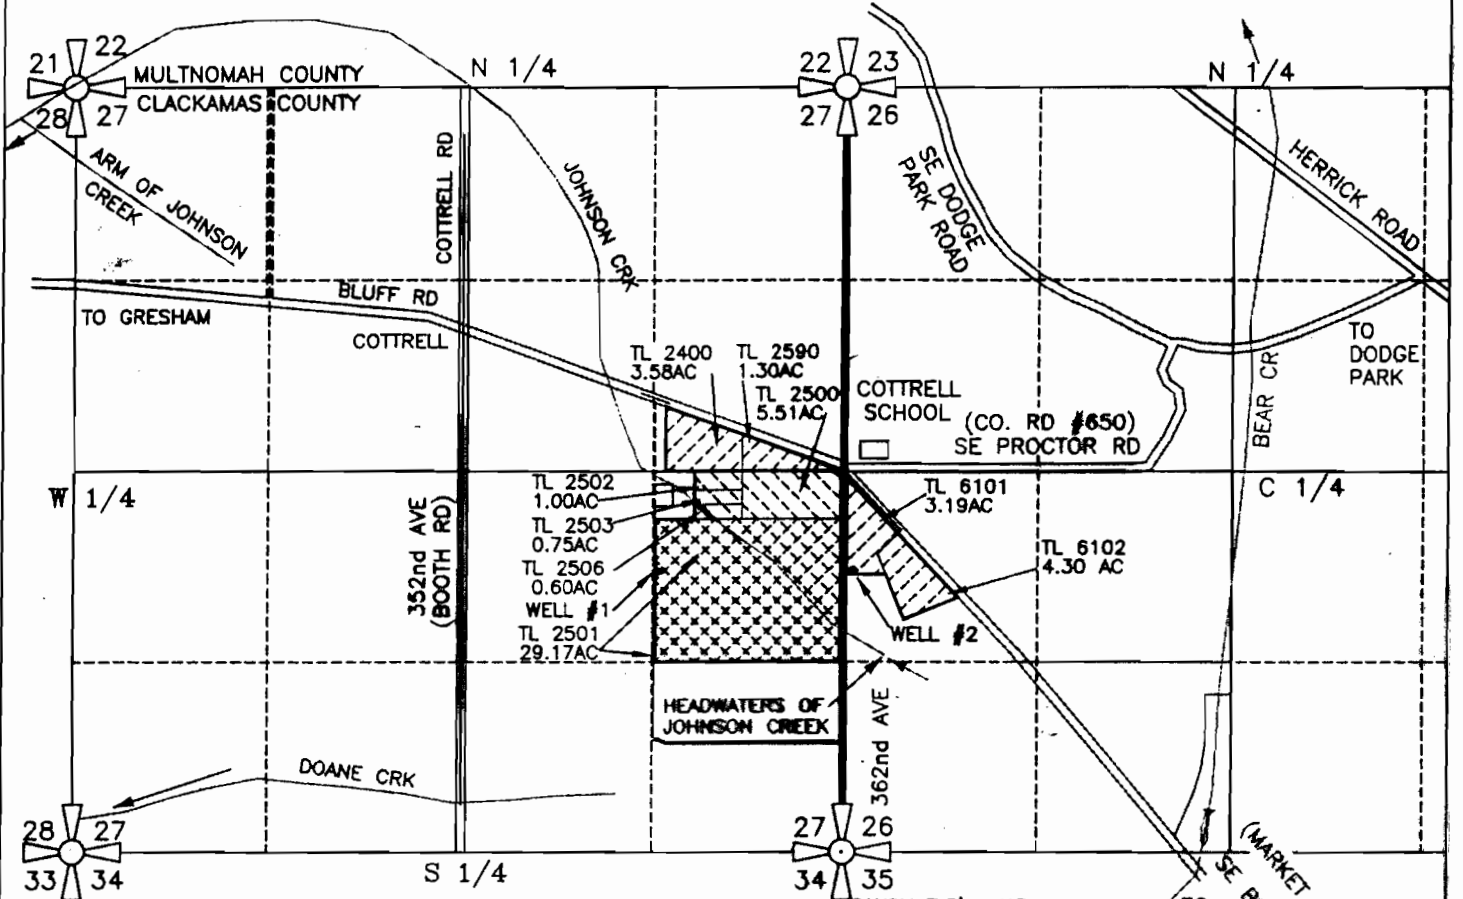 21 22
MULTNOMAH COUNTY
CLACKAMAS COUNTY
28 27
N 1/4
22 23
27 26
N 1/4
ARM OF JOHNSON
CREEK
COTTRELL RD
JOHNSON CRK
SE DODGE
PARK ROAD
HERRICK ROAD
BLUFF RD
TO GRESHAM
COTTRELL
TO
DODGE
PARK
BEAR CR
TL 2400
3.58AC
TL 2590
1.30AC
TL 2500
5.51AC
COTTRELL
SCHOOL
(CO. RD #650)
SE PROCTOR RD
W 1/4
C 1/4
352nd AVE
(BOOTH RD)
TL 2502
1.00AC
TL 2503
0.75AC
TL 2506
0.60AC
WELL #1
TL 2501
29.17AC
TL 6101
3.19AC
TL 6102
4.30 AC
WELL #2
HEADWATERS OF
JOHNSON CREEK
362nd AVE
DOANE CRK
28 27
33 34
S 1/4
27 26
34 35
(MARKET